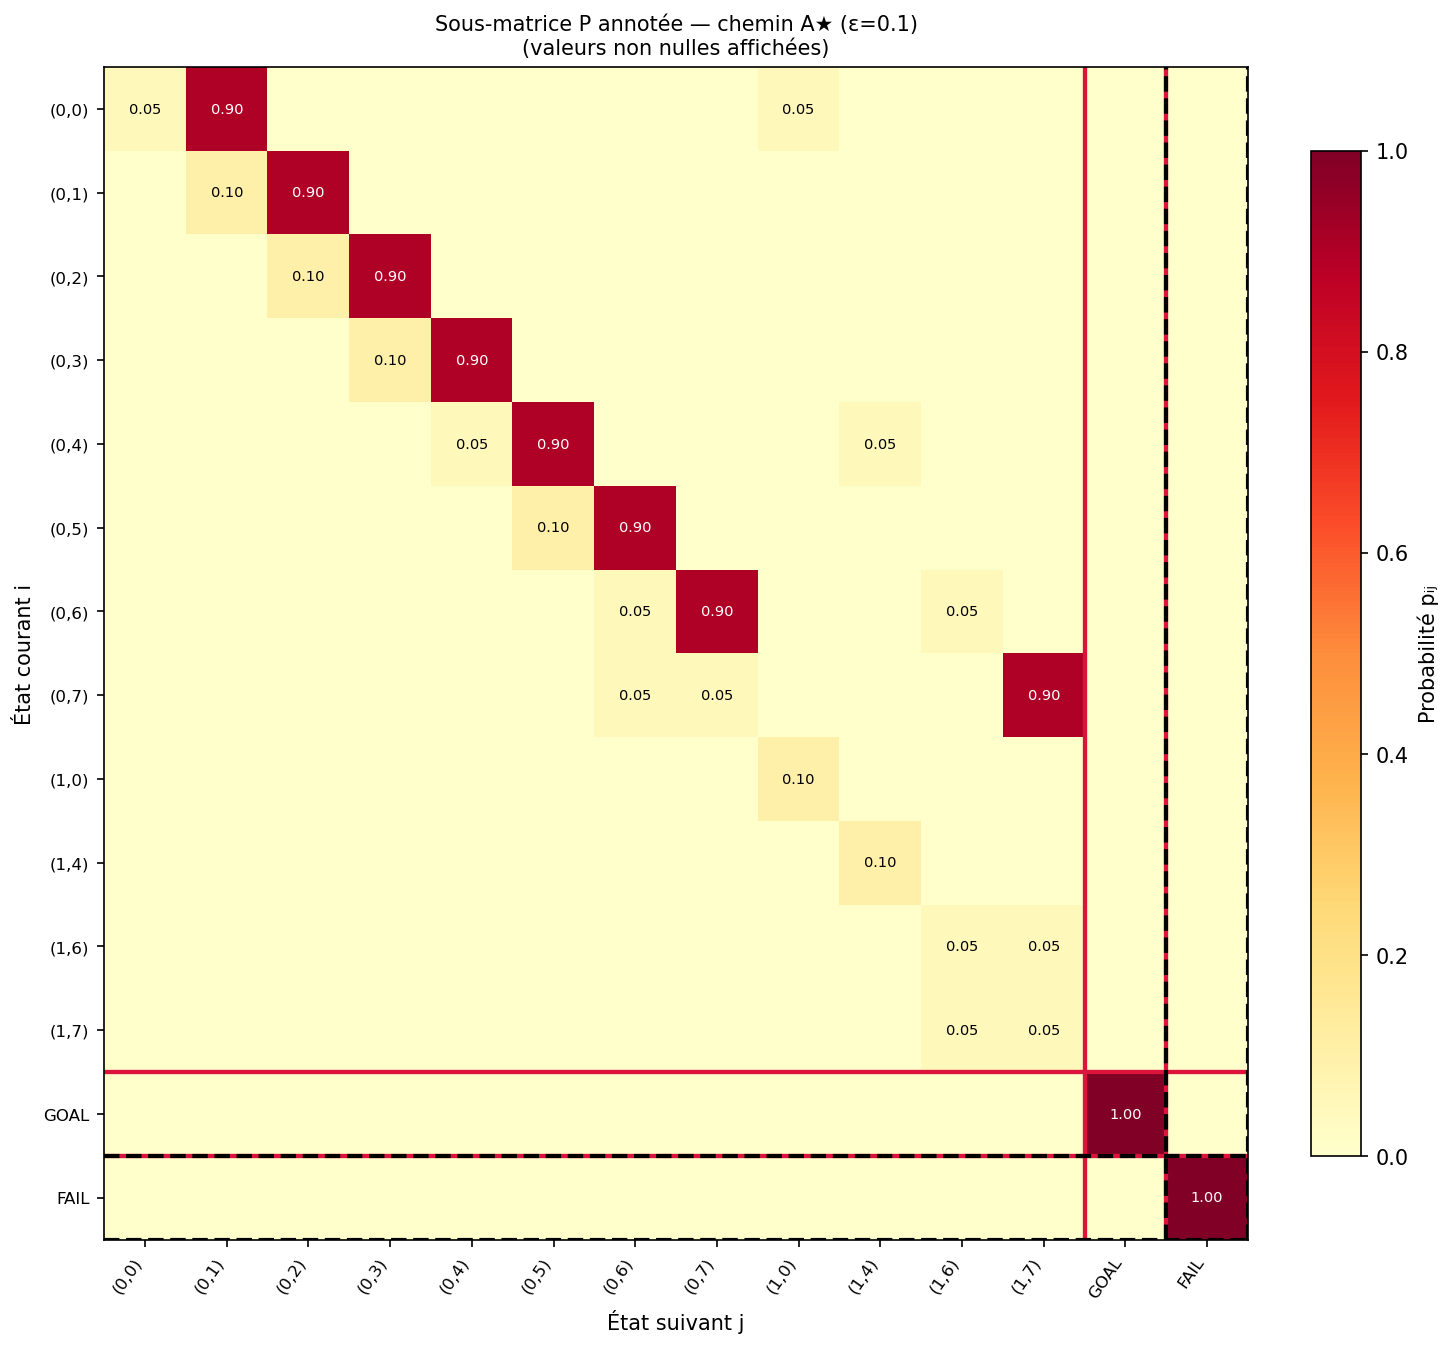 Sous-matrice P annotée — chemin A★ (ε=0.1)
(valeurs non nulles affichées)
(0,0) 0.05 0.90 0.05
(0,1) 0.10 0.90
(0,2) 0.10 0.90
(0,3) 0.10 0.90
(0,4) 0.05 0.90 0.05
(0,5) 0.10 0.90
(0,6) 0.05 0.90 0.05
(0,7) 0.05 0.05 0.90
(1,0) 0.10
(1,4) 0.10
(1,6) 0.05 0.05
(1,7) 0.05 0.05
GOAL 1.00
FAIL 1.00
(0,0) (0,1) (0,2) (0,3) (0,4) (0,5) (0,6) (0,7) (1,0) (1,4) (1,6) (1,7) GOAL FAIL
État suivant j
État courant i
1.0
0.8
0.6
0.4
0.2
0.0
Probabilité pᵢⱼ